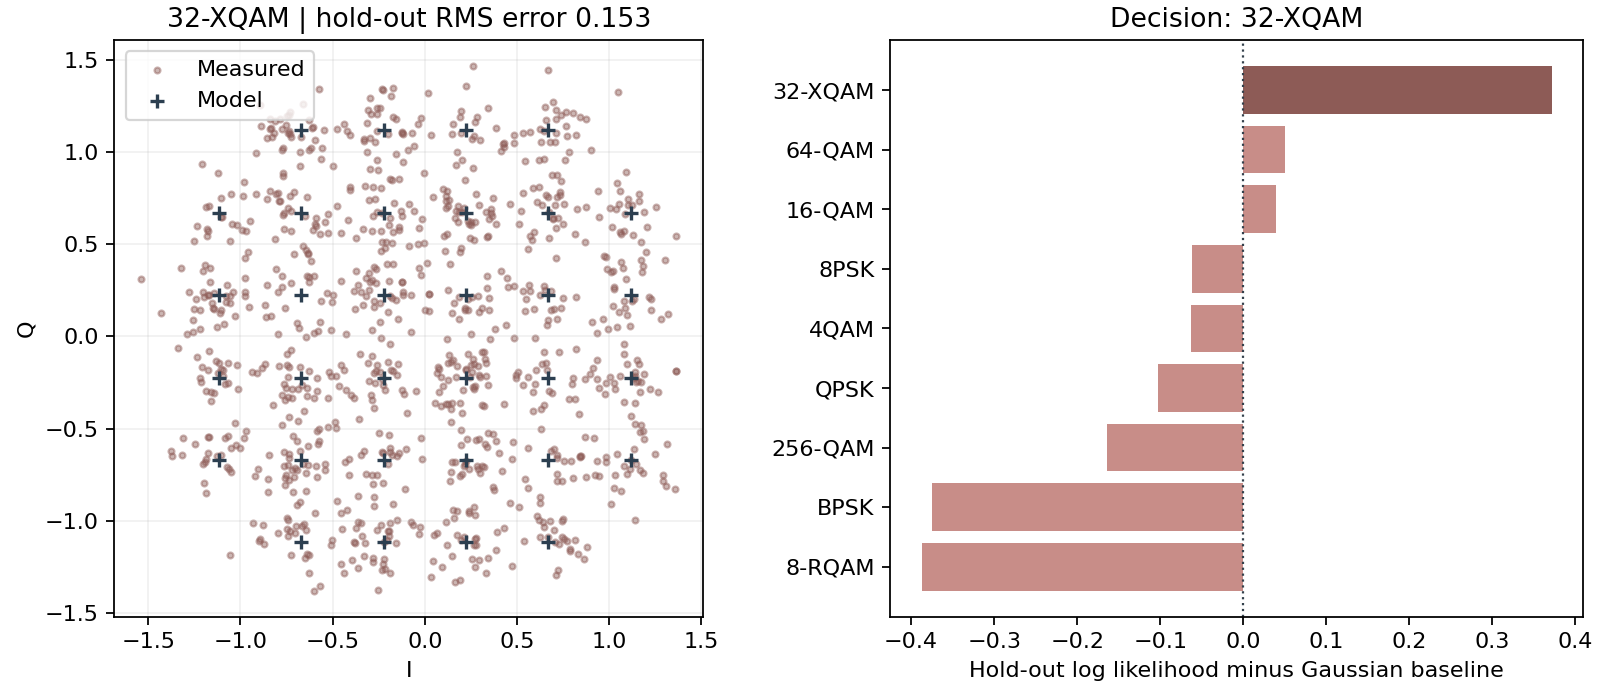 32-XQAM | hold-out RMS error 0.153
Measured
Model
1.5
1.0
0.5
0.0
−0.5
−1.0
−1.5
Q
−1.5
−1.0
−0.5
0.0
0.5
1.0
1.5
I
Decision: 32-XQAM
32-XQAM
64-QAM
16-QAM
8PSK
4QAM
QPSK
256-QAM
BPSK
8-RQAM
−0.4
−0.3
−0.2
−0.1
0.0
0.1
0.2
0.3
0.4
Hold-out log likelihood minus Gaussian baseline